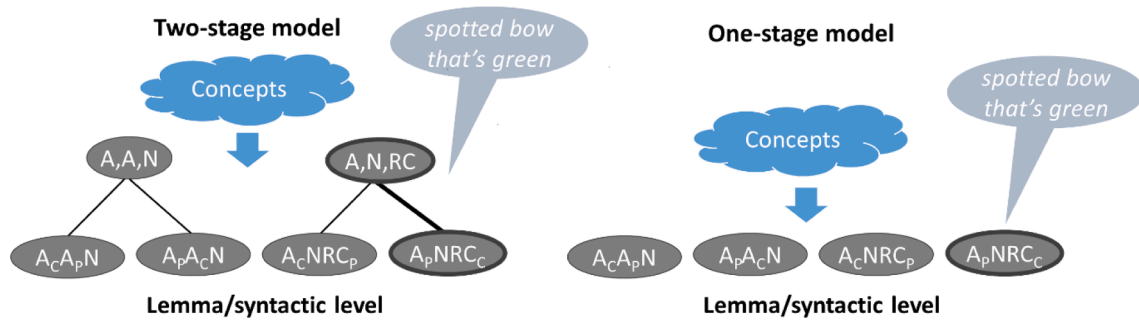 Two-stage model
spotted bow
that's green
Concepts
A,A,N
A,N,RC
ACAPN
APACN
ACNRCP
APNRCC
Lemma/syntactic level
One-stage model
spotted bow
that's green
Concepts
ACAPN
APACN
ACNRCP
APNRCC
Lemma/syntactic level